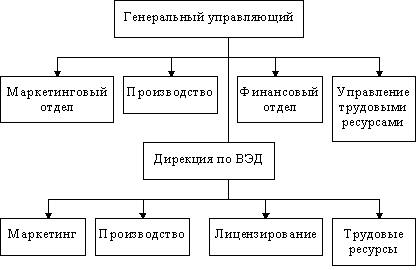 Генеральный управляющий
Маркетинговый
отдел
Производство
Финансовый
отдел
Управление
трудовыми
ресурсами
Дирекция по ВЭД
Маркетинг
Производство
Лицензирование
Трудовые
ресурсы